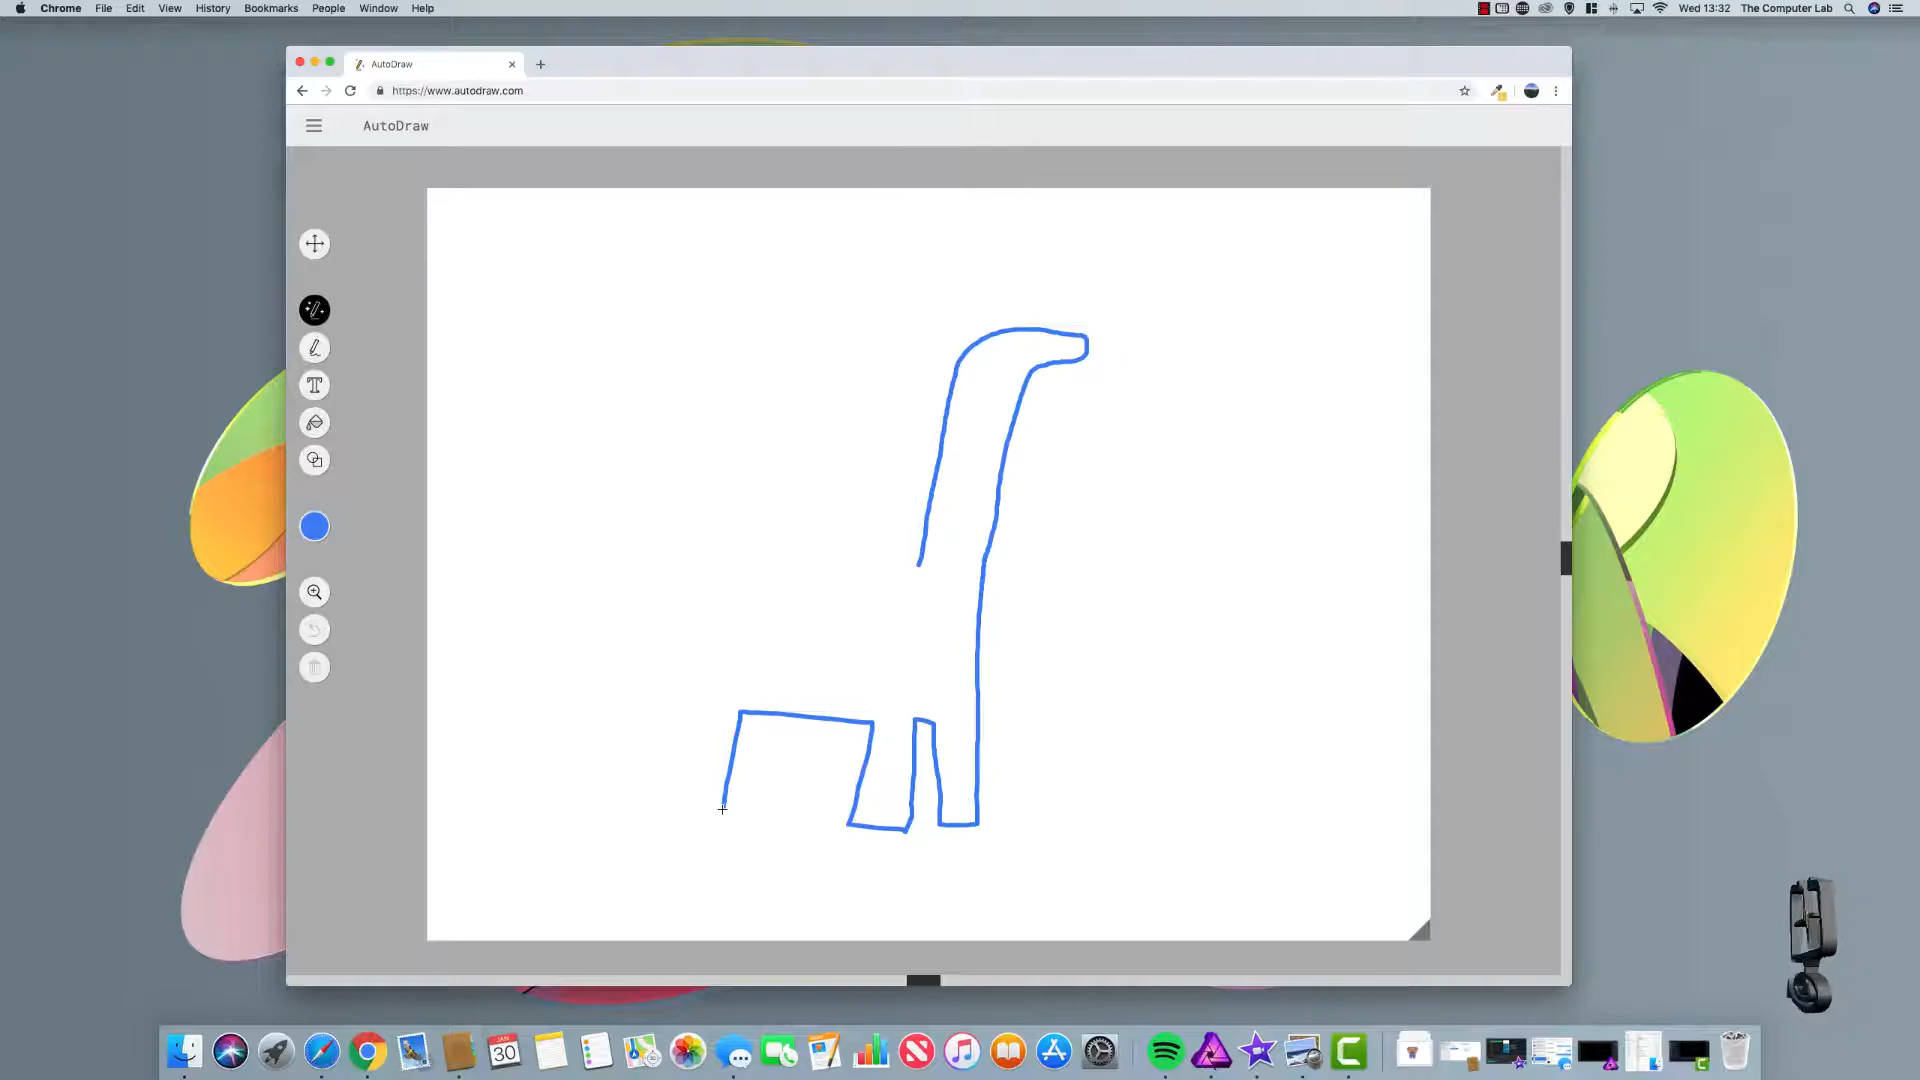 Chrome File Edit View History Bookmarks People Window Help
Wed 13:32 The Computer Lab
AutoDraw
https://www.autodraw.com
AutoDraw
T
JAN
30